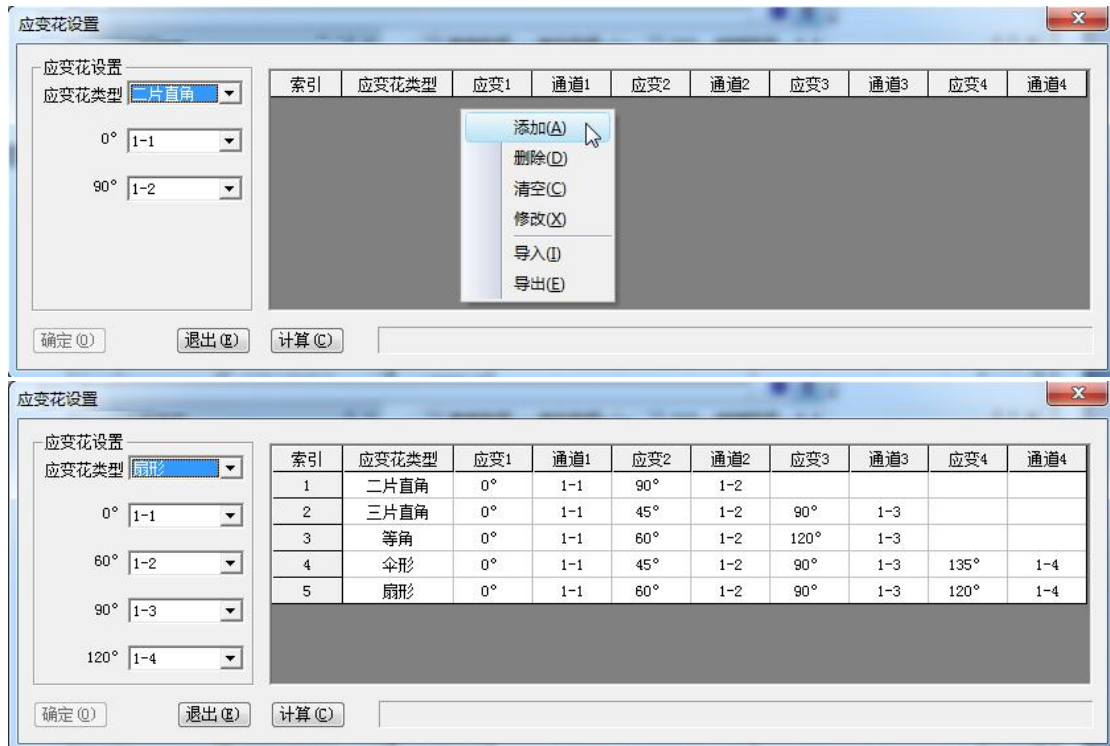 应变花设置
应变花设置
应变花类型 二片直角
0° 1-1
90° 1-2
索引 应变花类型 应变1 通道1 应变2 通道2 应变3 通道3 应变4 通道4
添加(A)
删除(D)
清空(C)
修改(X)
导入(I)
导出(E)
确定(O) 退出(E) 计算(C)
应变花设置
应变花设置
应变花类型 扇形
0° 1-1
60° 1-2
90° 1-3
120° 1-4
索引 应变花类型 应变1 通道1 应变2 通道2 应变3 通道3 应变4 通道4
1 二片直角 0° 1-1 90° 1-2
2 三片直角 0° 1-1 45° 1-2 90° 1-3
3 等角 0° 1-1 60° 1-2 120° 1-3
4 伞形 0° 1-1 45° 1-2 90° 1-3 135° 1-4
5 扇形 0° 1-1 60° 1-2 90° 1-3 120° 1-4
确定(O) 退出(E) 计算(C)